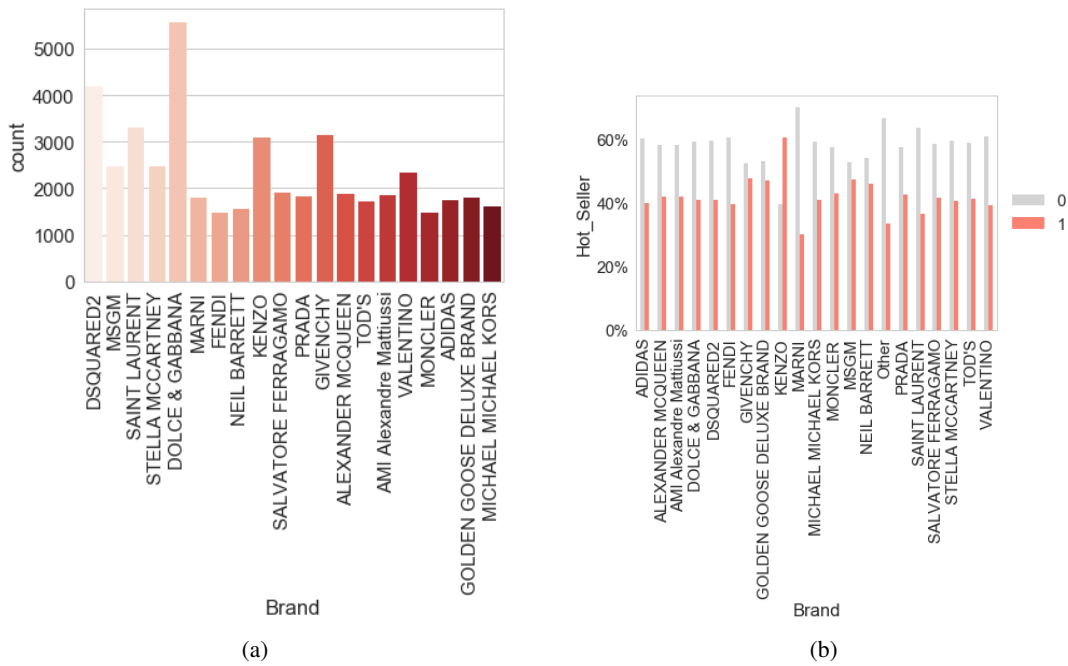 5000
4000
3000
2000
1000
0
count
DSQUARED2
MSGM
SAINT LAURENT
STELLA MCCARTNEY
DOLCE & GABBANA
MARNI
FENDI
NEIL BARRETT
KENZO
SALVATORE FERRAGAMO
PRADA
GIVENCHY
ALEXANDER MCQUEEN
TOD'S
AMI Alexandre Mattiussi
VALENTINO
MONCLER
ADIDAS
GOLDEN GOOSE DELUXE BRAND
MICHAEL MICHAEL KORS
Brand
(a)
60%
40%
20%
0%
Hot_Seller
0
1
ADIDAS
ALEXANDER MCQUEEN
AMI Alexandre Mattiussi
DOLCE & GABBANA
DSQUARED2
FENDI
GIVENCHY
GOLDEN GOOSE DELUXE BRAND
KENZO
MARNI
MICHAEL MICHAEL KORS
MONCLER
MSGM
NEIL BARRETT
Other
PRADA
SAINT LAURENT
SALVATORE FERRAGAMO
STELLA MCCARTNEY
TOD'S
VALENTINO
Brand
(b)